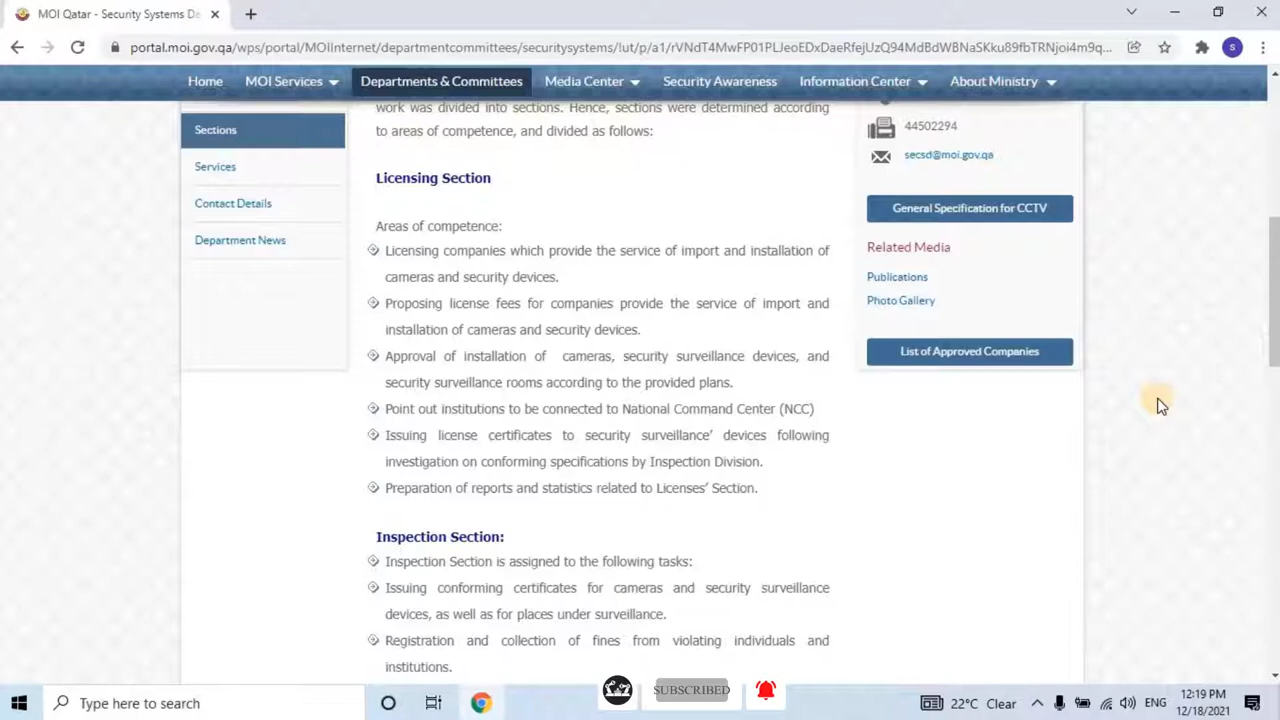 MOI Qatar - Security Systems De
portal.moi.gov.qa/wps/portal/MOIInternet/departmentcommittees/securitysystems/lut/p/a1/rVNdT4MwFP01PLJeoEDxDaeRfejUzQ94MdBdWBNaSKku89fbTRNjoi4m9q...
S
Home MOI Services Departments & Committees Media Center Security Awareness Information Center About Ministry
Sections
Services
Contact Details
Department News
work was divided into sections. Hence, sections were determined according
to areas of competence, and divided as follows:
Licensing Section
Areas of competence:
Licensing companies which provide the service of import and installation of
cameras and security devices.
Proposing license fees for companies provide the service of import and
installation of cameras and security devices.
Approval of installation of cameras, security surveillance devices, and
security surveillance rooms according to the provided plans.
Point out institutions to be connected to National Command Center (NCC)
Issuing license certificates to security surveillance’ devices following
investigation on conforming specifications by Inspection Division.
Preparation of reports and statistics related to Licenses’ Section.
Inspection Section:
Inspection Section is assigned to the following tasks:
Issuing conforming certificates for cameras and security surveillance
devices, as well as for places under surveillance.
Registration and collection of fines from violating individuals and
institutions.
44502294
secsd@moi.gov.qa
General Specification for CCTV
Related Media
Publications
Photo Gallery
List of Approved Companies
SUBSCRIBED
Type here to search
22°C Clear
ENG
12:19 PM
12/18/2021